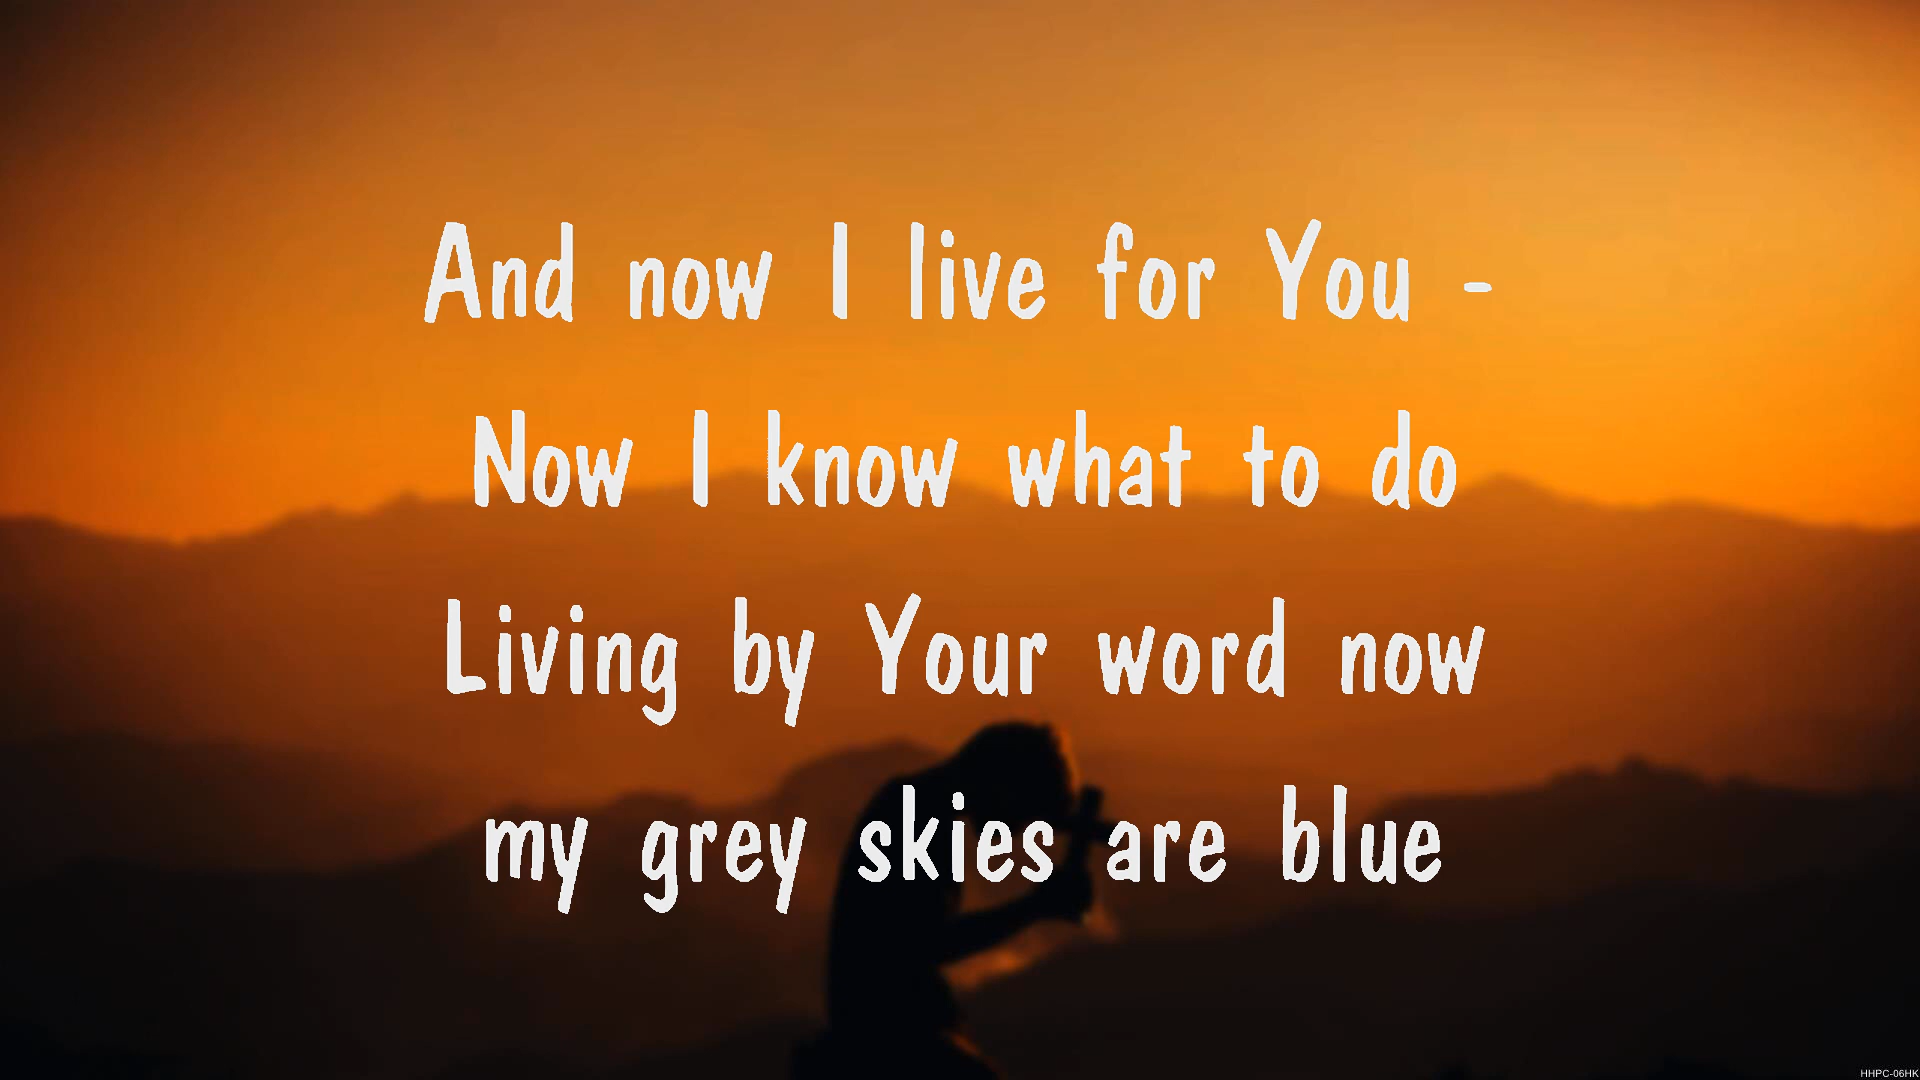 And now I live for You -
Now I know what to do
Living by Your word now
my grey skies are blue
HHPC-06HK